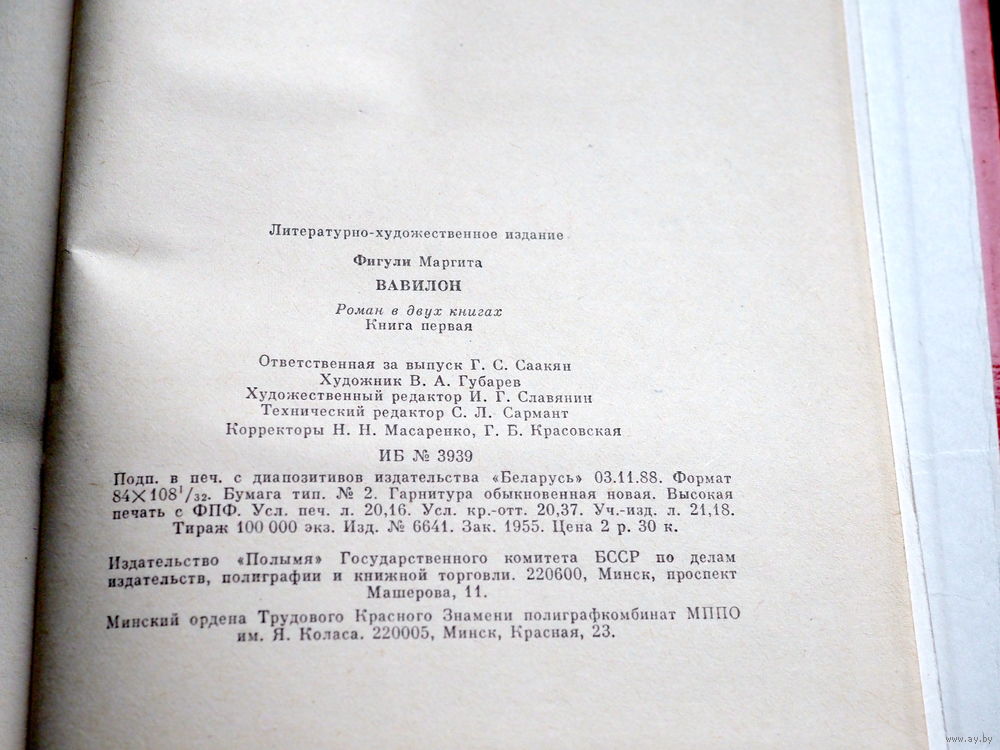 Литературно-художественное издание
Фигули Маргита
ВАВИЛОН
Роман в двух книгах
Книга первая
Ответственная за выпуск Г. С. Саакян
Художник В. А. Губарев
Художественный редактор И. Г. Славянин
Технический редактор С. Л. Сармант
Корректоры Н. Н. Масаренко, Г. Б. Красовская
ИБ № 3939
Подп. в печ. с диапозитивов издательства «Беларусь» 03.11.88. Формат
84×108¹/₃₂. Бумага тип. № 2. Гарнитура обыкновенная новая. Высокая
печать с ФПФ. Усл. печ. л. 20,16. Усл. кр.-отт. 20,37. Уч.-изд. л. 21,18.
Тираж 100 000 экз. Изд. № 6641. Зак. 1955. Цена 2 р. 30 к.
Издательство «Полымя» Государственного комитета БССР по делам
издательств, полиграфии и книжной торговли. 220600, Минск, проспект
Машерова, 11.
Минский ордена Трудового Красного Знамени полиграфкомбинат МППО
им. Я. Коласа. 220005, Минск, Красная, 23.
www.ay.by